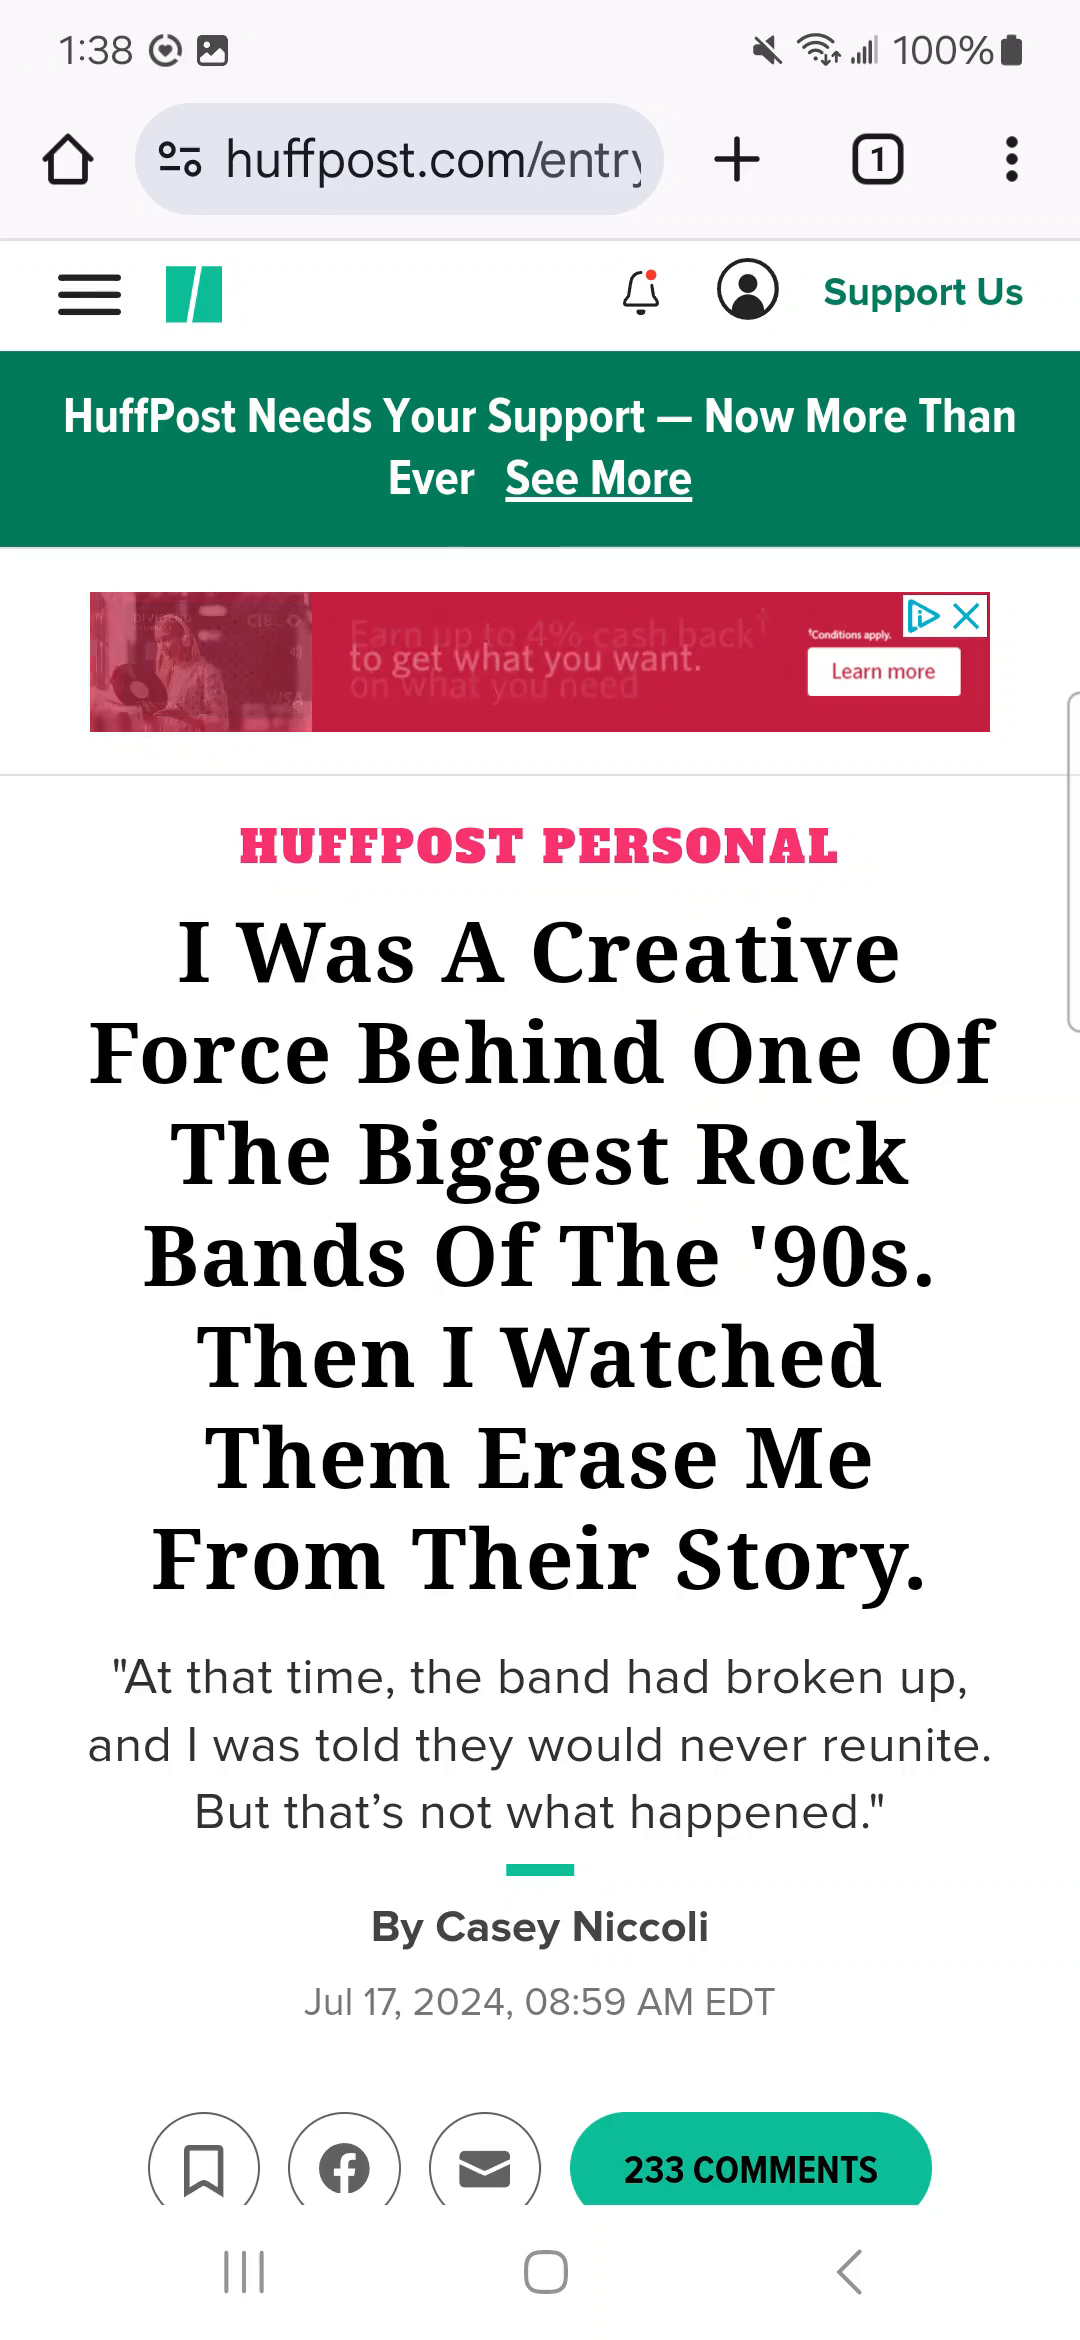 1:38
100%
huffpost.com/entry
1
Support Us
HuffPost Needs Your Support — Now More Than
Ever See More
Earn up to 4% cash back†
to get what you want.
on what you need
†Conditions apply.
Learn more
DIVIDEND
CIBC
VISA
HUFFPOST PERSONAL
I Was A Creative
Force Behind One Of
The Biggest Rock
Bands Of The '90s.
Then I Watched
Them Erase Me
From Their Story.
"At that time, the band had broken up,
and I was told they would never reunite.
But that’s not what happened."
By Casey Niccoli
Jul 17, 2024, 08:59 AM EDT
233 COMMENTS